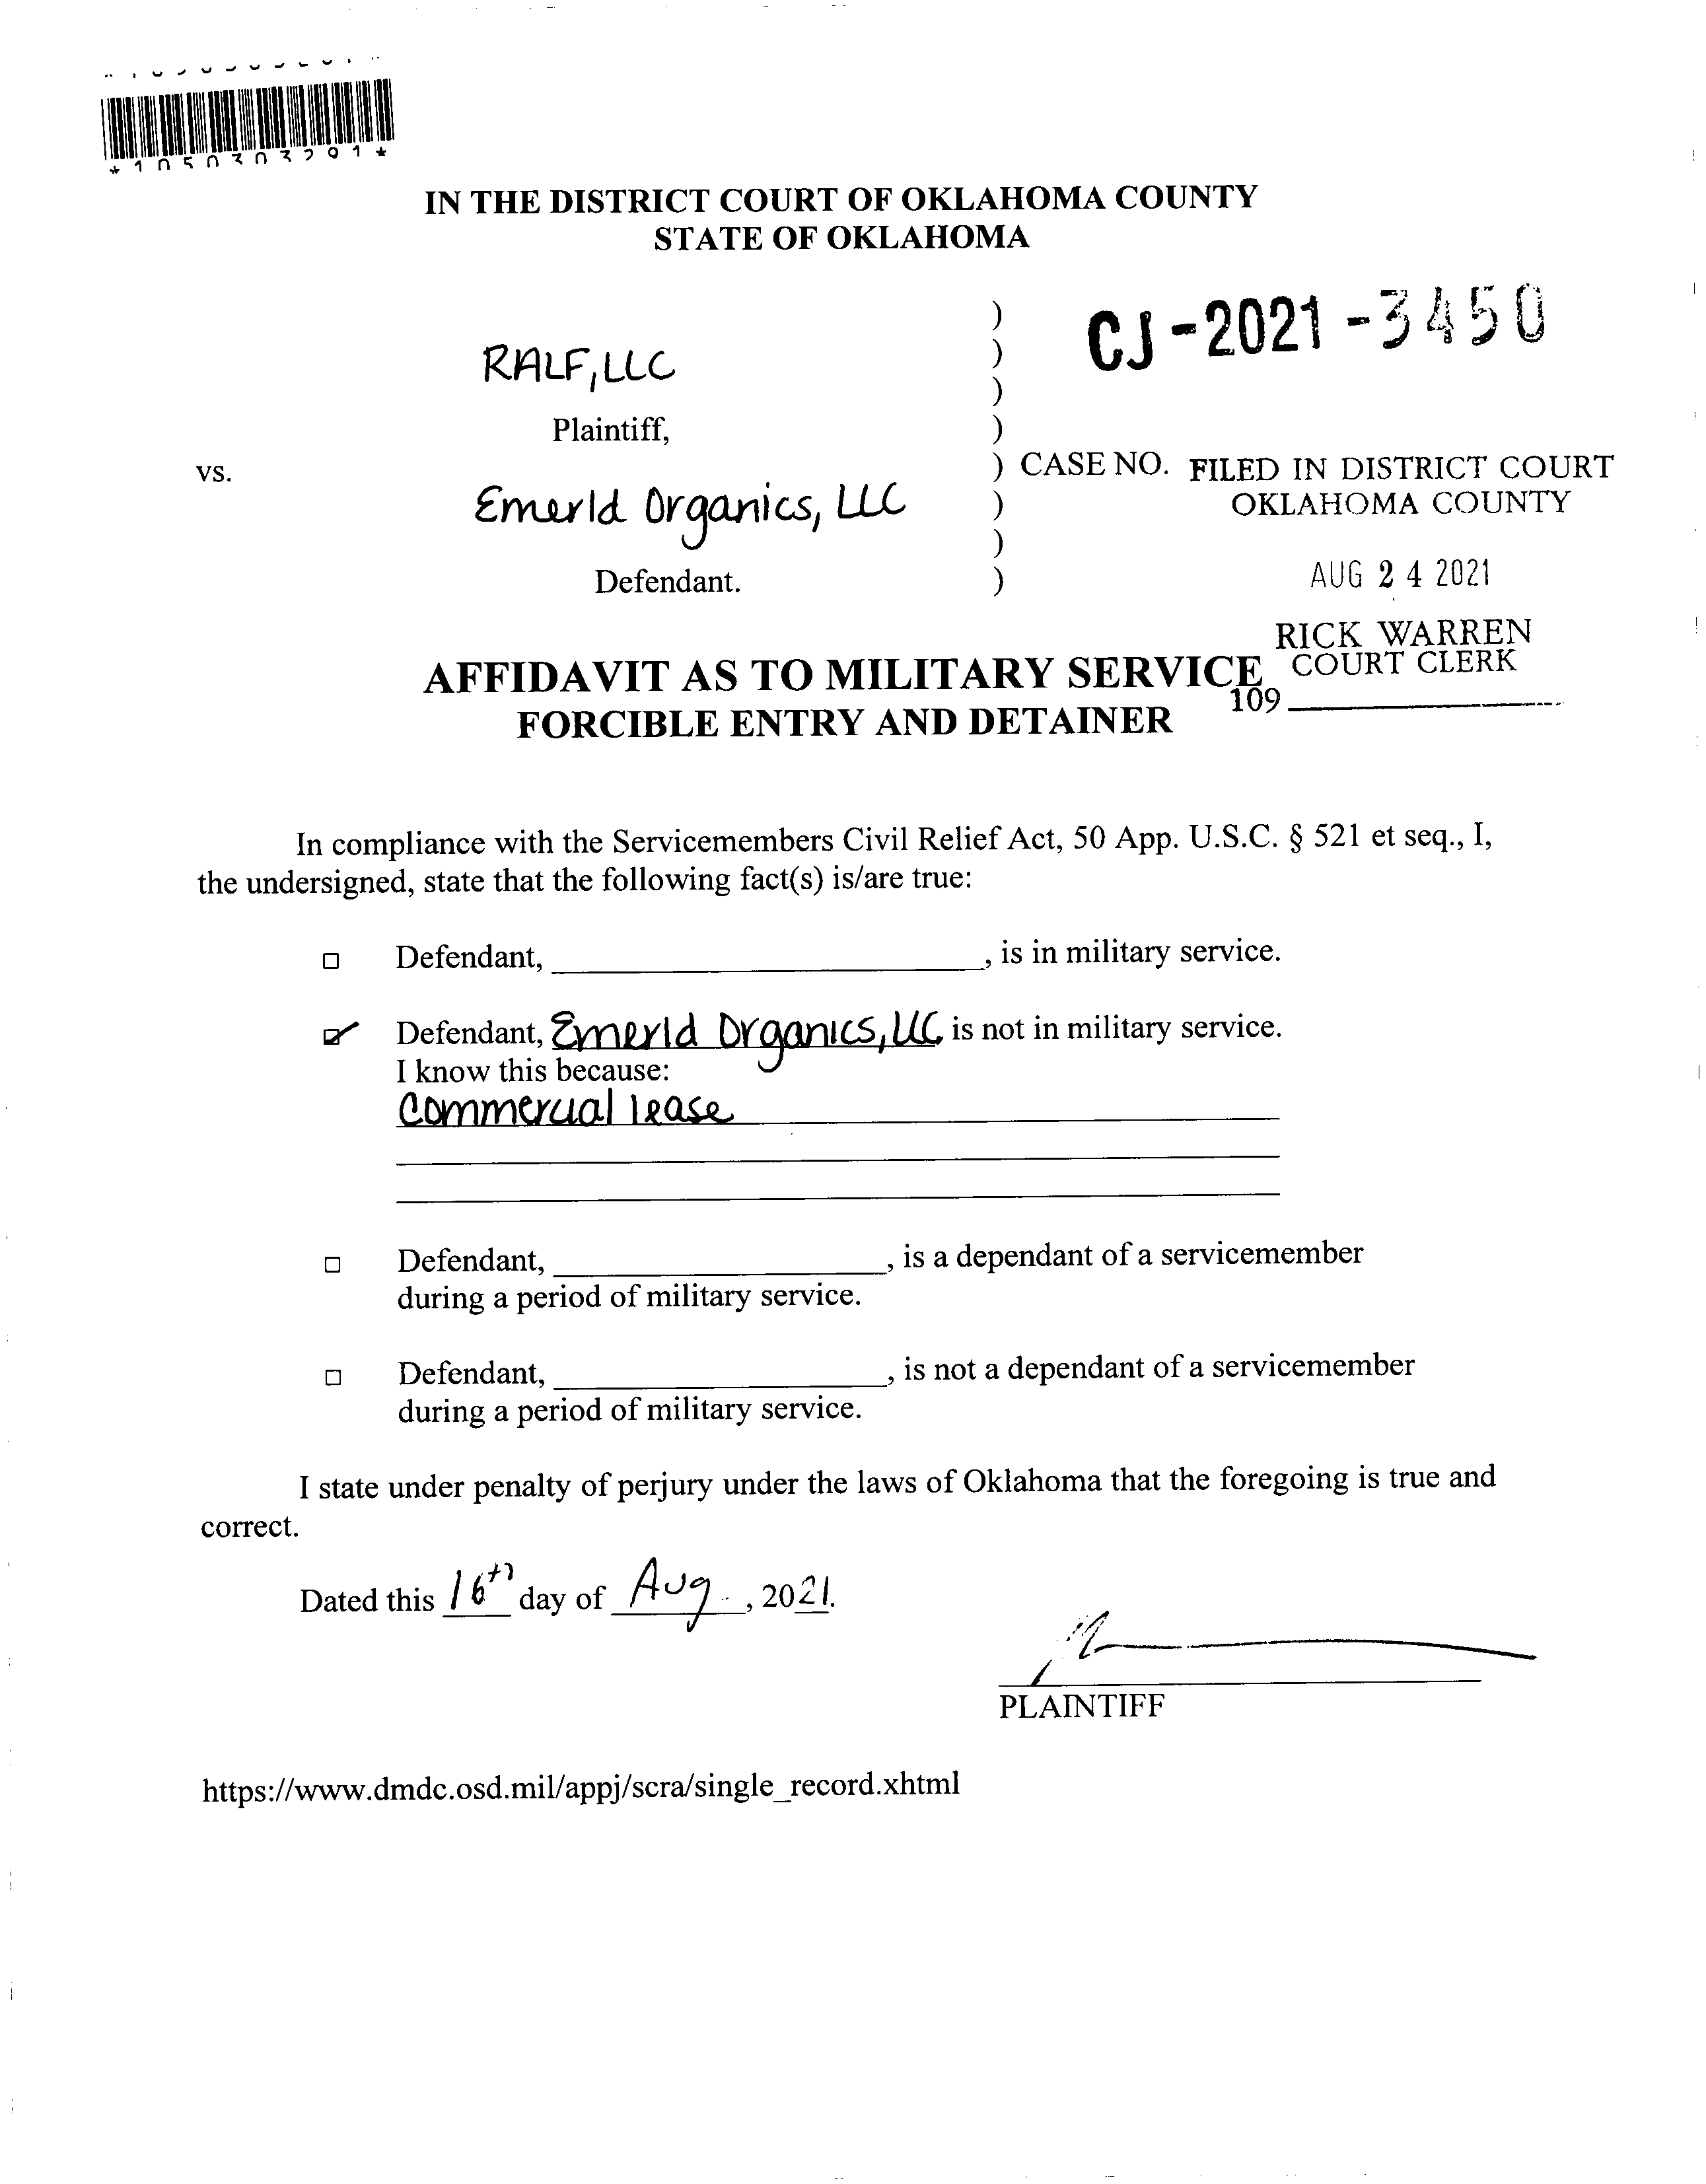 *1050303291*
IN THE DISTRICT COURT OF OKLAHOMA COUNTY
STATE OF OKLAHOMA
CJ-2021-3450
RALF, LLC
Plaintiff,
vs.
CASE NO. FILED IN DISTRICT COURT
OKLAHOMA COUNTY
Emerld Organics, LLC
Defendant.
AUG 24 2021
RICK WARREN
COURT CLERK
109
AFFIDAVIT AS TO MILITARY SERVICE
FORCIBLE ENTRY AND DETAINER
In compliance with the Servicemembers Civil Relief Act, 50 App. U.S.C. § 521 et seq., I,
the undersigned, state that the following fact(s) is/are true:
Defendant, , is in military service.
Defendant, Emerld Organics, LLC, is not in military service.
I know this because:
Commercial lease
Defendant, , is a dependant of a servicemember
during a period of military service.
Defendant, , is not a dependant of a servicemember
during a period of military service.
I state under penalty of perjury under the laws of Oklahoma that the foregoing is true and
correct.
Dated this 16th day of Aug., 2021.
PLAINTIFF
https://www.dmdc.osd.mil/appj/scra/single_record.xhtml